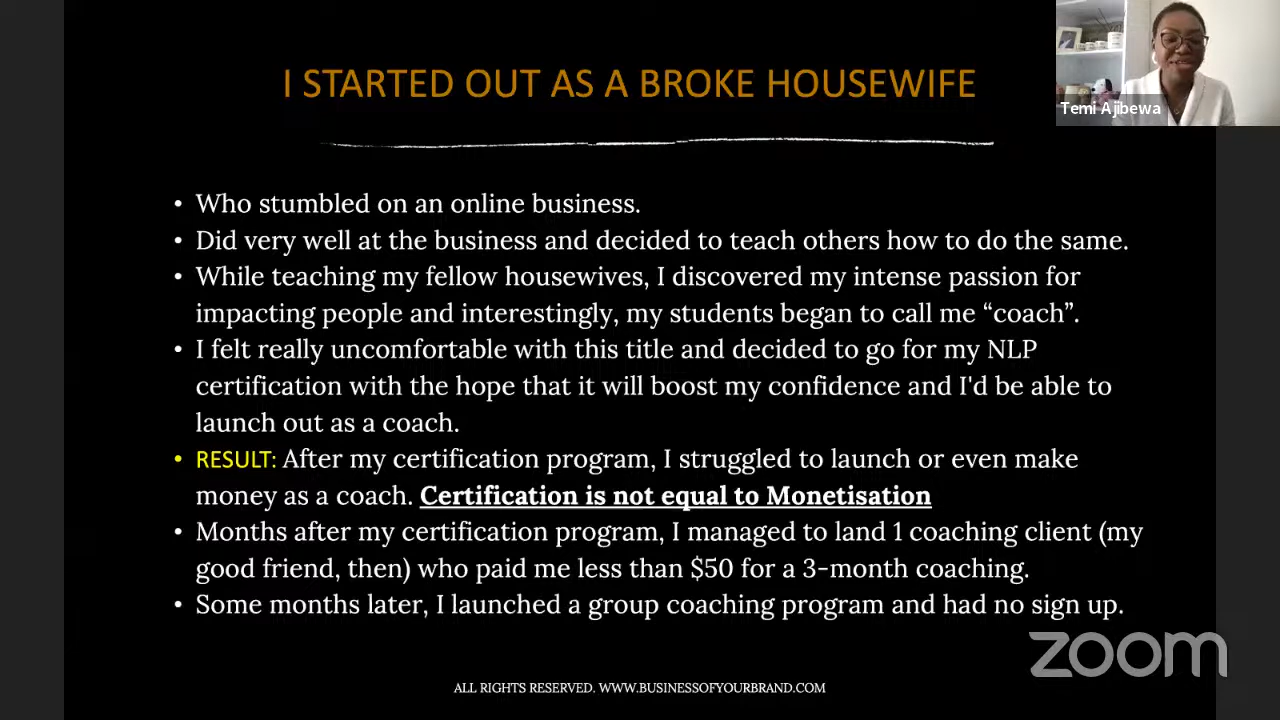 I STARTED OUT AS A BROKE HOUSEWIFE
Temi Ajibewa
• Who stumbled on an online business.
• Did very well at the business and decided to teach others how to do the same.
• While teaching my fellow housewives, I discovered my intense passion for
impacting people and interestingly, my students began to call me “coach”.
• I felt really uncomfortable with this title and decided to go for my NLP
certification with the hope that it will boost my confidence and I'd be able to
launch out as a coach.
• RESULT: After my certification program, I struggled to launch or even make
money as a coach. Certification is not equal to Monetisation
• Months after my certification program, I managed to land 1 coaching client (my
good friend, then) who paid me less than $50 for a 3-month coaching.
• Some months later, I launched a group coaching program and had no sign up.
zoom
ALL RIGHTS RESERVED. WWW.BUSINESSOFYOURBRAND.COM